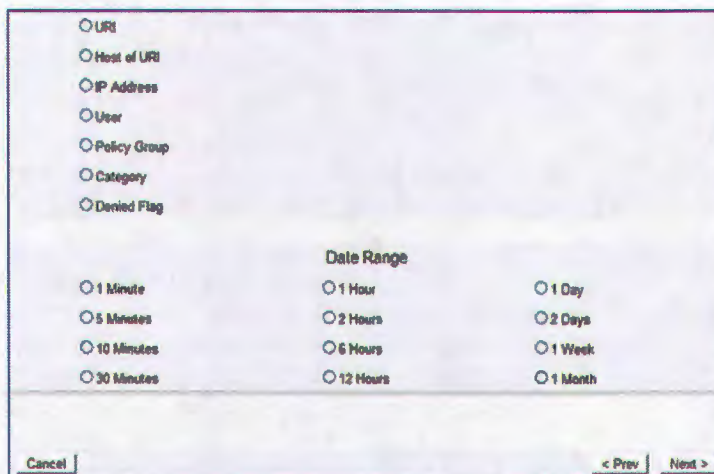 URI
Host of URI
IP Address
User
Policy Group
Category
Denied Flag
Date Range
1 Minute 1 Hour 1 Day
5 Minutes 2 Hours 2 Days
10 Minutes 6 Hours 1 Week
30 Minutes 12 Hours 1 Month
Cancel < Prev Next >